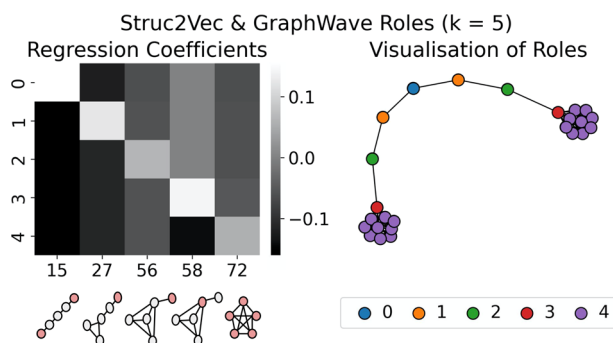 Struc2Vec & GraphWave Roles (k = 5)
Regression Coefficients
Visualisation of Roles
0
1
2
3
4
15 27 56 58 72
0.1
0.0
−0.1
0 1 2 3 4